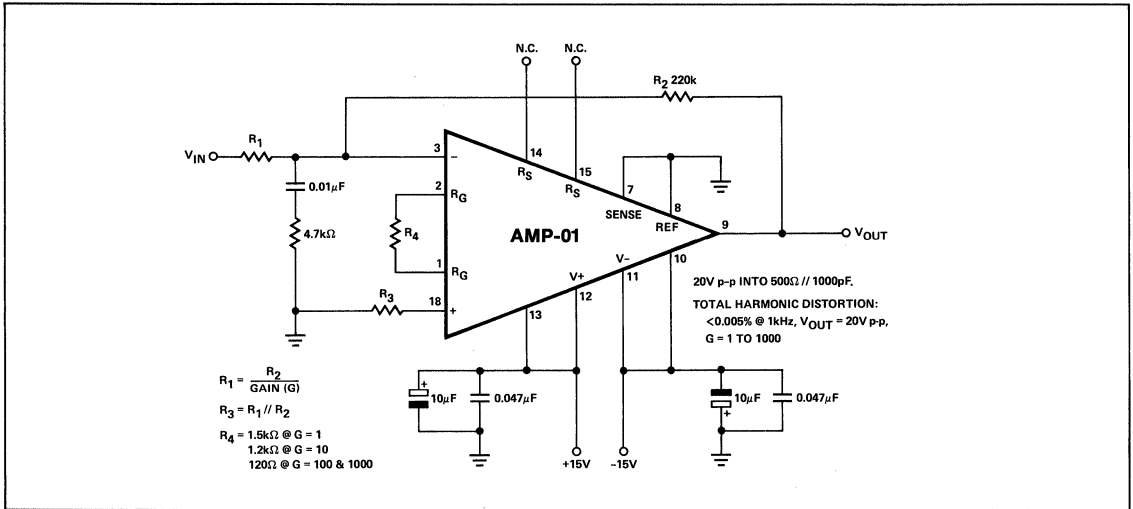 N.C. N.C.
R2 220k
VIN
R1
3 −
14
RS
15
RS
0.01μF
2 RG
7
SENSE
8
REF
4.7kΩ
R4
AMP-01
9
VOUT
1 RG
V−
10
11
V+
12
R3
18 +
13
20V p-p INTO 500Ω // 1000pF.
TOTAL HARMONIC DISTORTION:
<0.005% @ 1kHz, VOUT = 20V p-p,
G = 1 TO 1000
R1 = R2
GAIN (G)
R3 = R1 // R2
R4 = 1.5kΩ @ G = 1
1.2kΩ @ G = 10
120Ω @ G = 100 & 1000
+
10μF
0.047μF
10μF
+
0.047μF
+15V −15V